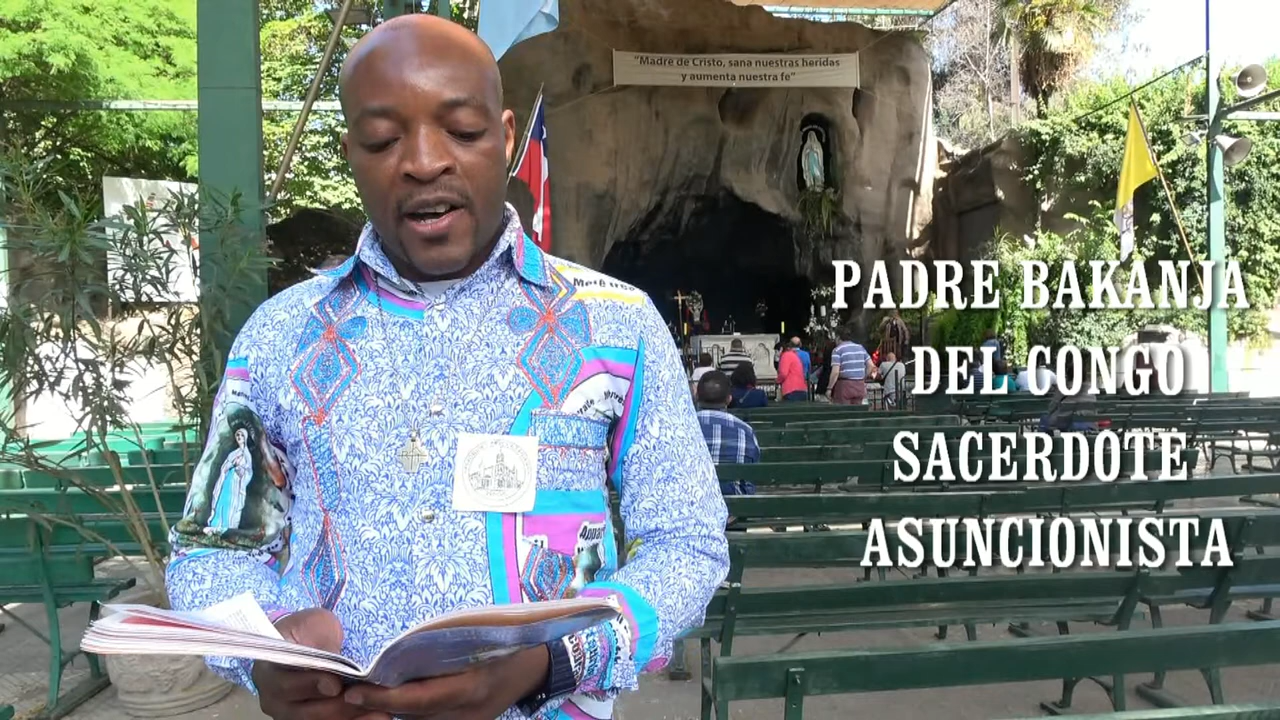 "Madre de Cristo, sana nuestras heridas
y aumenta nuestra fe"
PADRE BAKANJA
DEL CONGO
SACERDOTE
ASUNCIONISTA